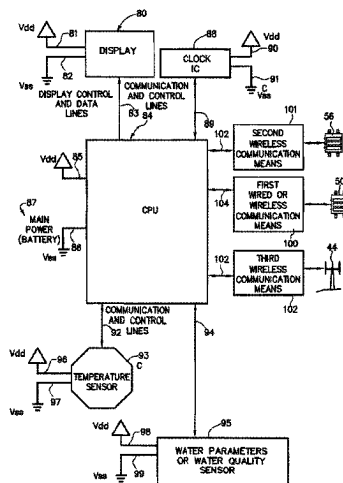 80
Vdd
81
DISPLAY
82
Vss
88
CLOCK
IC
Vdd
90
91
C
Vss
DISPLAY CONTROL
AND DATA
LINES
83
84
COMMUNICATION
AND CONTROL
LINES
89
101
56
102
SECOND
WIRELESS
COMMUNICATION
MEANS
Vdd
85
CPU
104
FIRST
WIRED OR
WIRELESS
COMMUNICATION
MEANS
50
100
87
MAIN
POWER
(BATTERY)
86
Vss
102
THIRD
WIRELESS
COMMUNICATION
MEANS
44
102
COMMUNICATION
AND CONTROL
LINES
92
94
Vdd
96
93
C
TEMPERATURE
SENSOR
97
Vss
Vdd
98
95
WATER PARAMETERS
OR WATER QUALITY
SENSOR
Vss
99